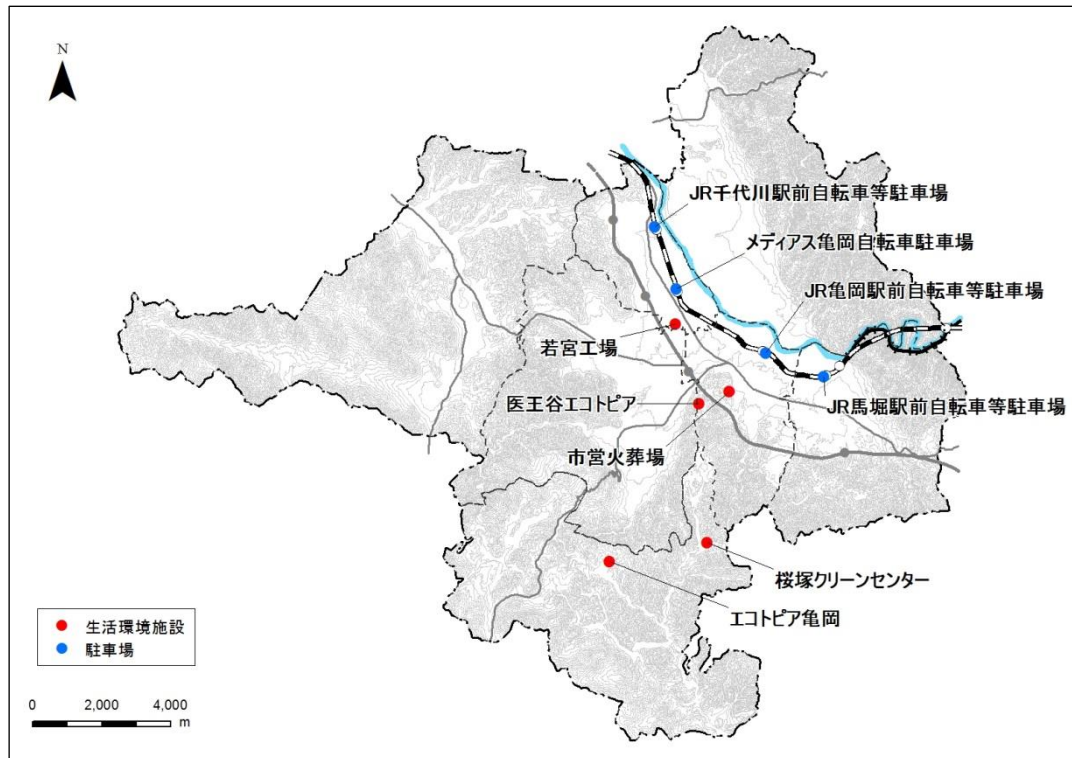 N
JR千代川駅前自転車等駐車場
メディアス亀岡自転車駐車場
JR亀岡駅前自転車等駐車場
若宮工場
医王谷エコトピア
JR馬堀駅前自転車等駐車場
市営火葬場
桜塚クリーンセンター
エコトピア亀岡
生活環境施設
駐車場
0 2,000 4,000
m